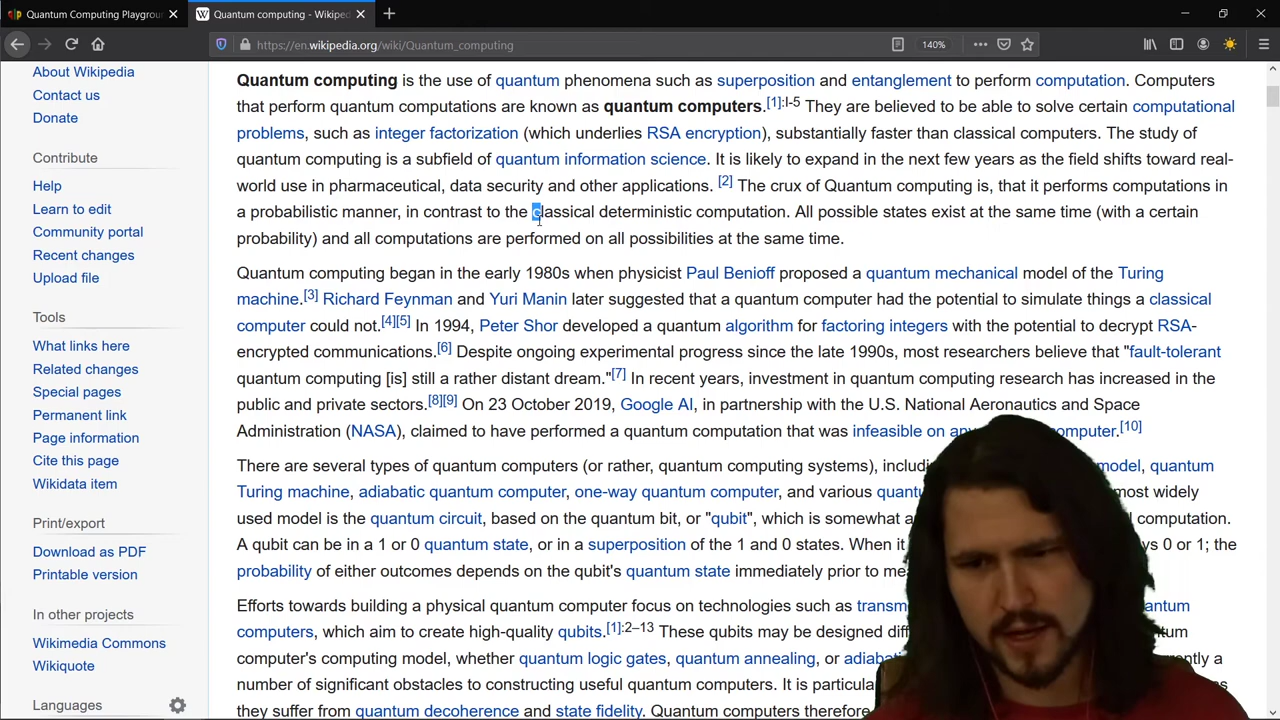 Quantum Computing Playgrou
Quantum computing - Wikiped
https://en.wikipedia.org/wiki/Quantum_computing
140%
About Wikipedia
Contact us
Donate
Contribute
Help
Learn to edit
Community portal
Recent changes
Upload file
Tools
What links here
Related changes
Special pages
Permanent link
Page information
Cite this page
Wikidata item
Print/export
Download as PDF
Printable version
In other projects
Wikimedia Commons
Wikiquote
Languages
Quantum computing is the use of quantum phenomena such as superposition and entanglement to perform computation. Computers
that perform quantum computations are known as quantum computers.[1]:I-5 They are believed to be able to solve certain computational
problems, such as integer factorization (which underlies RSA encryption), substantially faster than classical computers. The study of
quantum computing is a subfield of quantum information science. It is likely to expand in the next few years as the field shifts toward real-
world use in pharmaceutical, data security and other applications. [2] The crux of Quantum computing is, that it performs computations in
a probabilistic manner, in contrast to the classical deterministic computation. All possible states exist at the same time (with a certain
probability) and all computations are performed on all possibilities at the same time.
Quantum computing began in the early 1980s when physicist Paul Benioff proposed a quantum mechanical model of the Turing
machine.[3] Richard Feynman and Yuri Manin later suggested that a quantum computer had the potential to simulate things a classical
computer could not.[4][5] In 1994, Peter Shor developed a quantum algorithm for factoring integers with the potential to decrypt RSA-
encrypted communications.[6] Despite ongoing experimental progress since the late 1990s, most researchers believe that "fault-tolerant
quantum computing [is] still a rather distant dream."[7] In recent years, investment in quantum computing research has increased in the
public and private sectors.[8][9] On 23 October 2019, Google AI, in partnership with the U.S. National Aeronautics and Space
Administration (NASA), claimed to have performed a quantum computation that was infeasible on any computer.[10]
There are several types of quantum computers (or rather, quantum computing systems), includi model, quantum
Turing machine, adiabatic quantum computer, one-way quantum computer, and various quantu most widely
used model is the quantum circuit, based on the quantum bit, or "qubit", which is somewhat a computation.
A qubit can be in a 1 or 0 quantum state, or in a superposition of the 1 and 0 states. When it ys 0 or 1; the
probability of either outcomes depends on the qubit's quantum state immediately prior to me
Efforts towards building a physical quantum computer focus on technologies such as transm antum
computers, which aim to create high-quality qubits.[1]:2–13 These qubits may be designed diff ntum
computer's computing model, whether quantum logic gates, quantum annealing, or adiaba rently a
number of significant obstacles to constructing useful quantum computers. It is particula es
they suffer from quantum decoherence and state fidelity. Quantum computers therefore